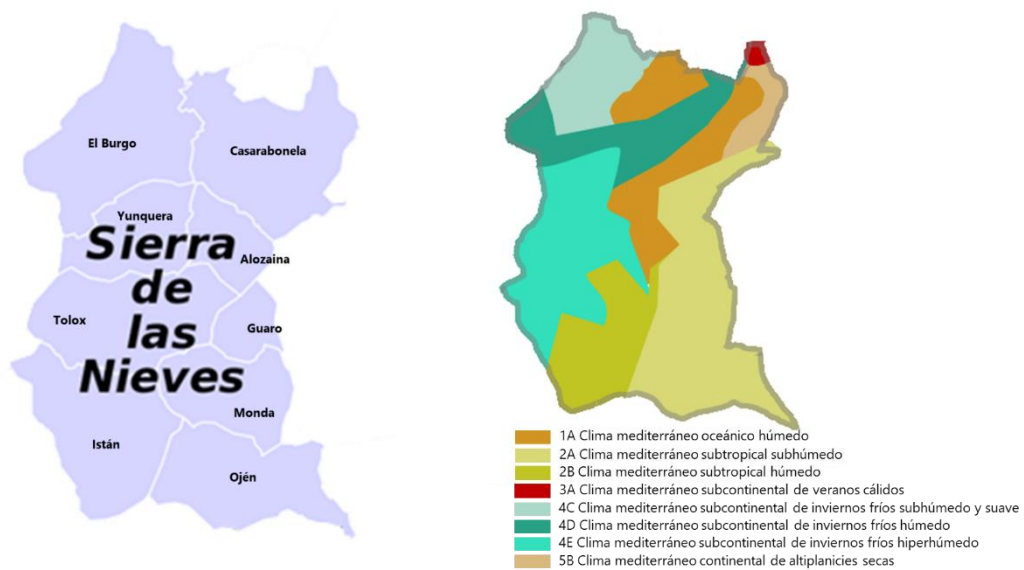 El Burgo
Casarabonela
Yunquera
Sierra
Alozaina
de
Tolox
las
Guaro
Nieves
Monda
Istán
Ojén
1A Clima mediterráneo oceánico húmedo
2A Clima mediterráneo subtropical subhúmedo
2B Clima mediterráneo subtropical húmedo
3A Clima mediterráneo subcontinental de veranos cálidos
4C Clima mediterráneo subcontinental de inviernos fríos subhúmedo y suave
4D Clima mediterráneo subcontinental de inviernos fríos húmedo
4E Clima mediterráneo subcontinental de inviernos fríos hiperhúmedo
5B Clima mediterráneo continental de altiplanicies secas